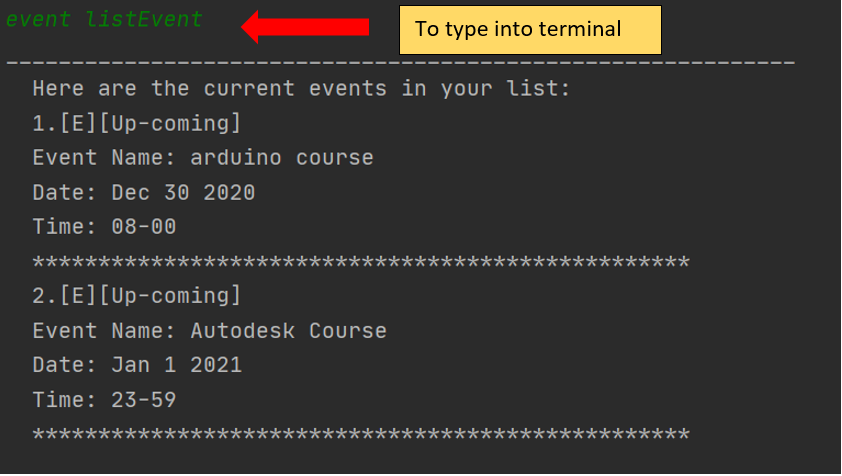 event listEvent
To type into terminal
____________________________________________________________
Here are the current events in your list:
1.[E][Up-coming]
Event Name: arduino course
Date: Dec 30 2020
Time: 08-00
**************************************************
2.[E][Up-coming]
Event Name: Autodesk Course
Date: Jan 1 2021
Time: 23-59
**************************************************